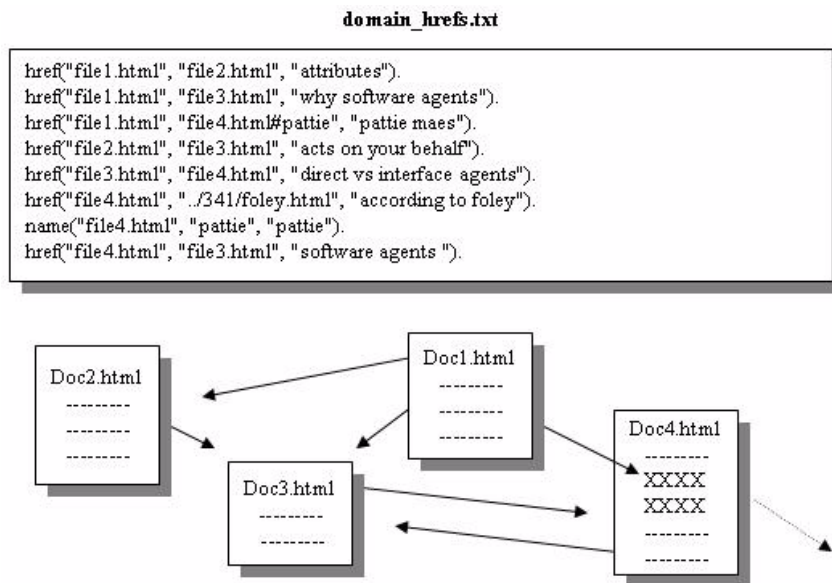 domain_hrefs.txt
href("file1.html", "file2.html", "attributes").
href("file1.html", "file3.html", "why software agents").
href("file1.html", "file4.html#pattie", "pattie maes").
href("file2.html", "file3.html", "acts on your behalf").
href("file3.html", "file4.html", "direct vs interface agents").
href("file4.html", "../341/foley.html", "according to foley").
name("file4.html", "pattie", "pattie").
href("file4.html", "file3.html", "software agents ").
Doc2.html
---------
---------
---------
Doc1.html
---------
---------
---------
Doc3.html
---------
---------
Doc4.html
---------
XXXX
XXXX
---------
---------